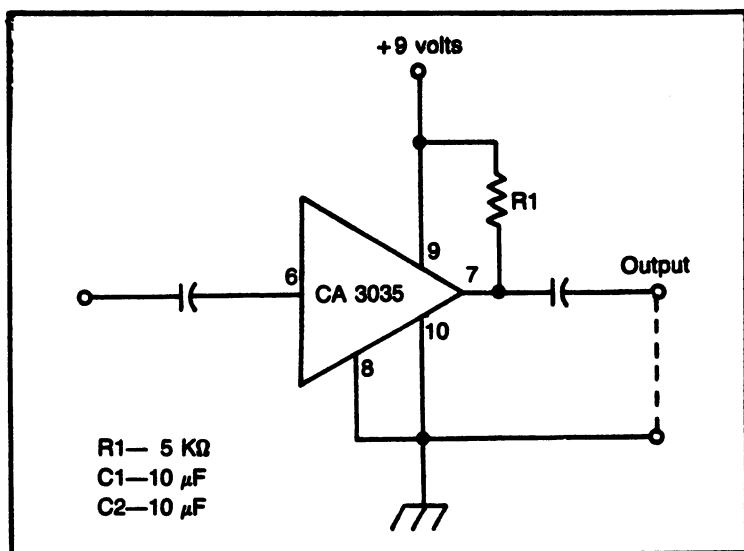 +9 volts
R1
9
6
CA 3035
7
Output
10
8
R1— 5 KΩ
C1—10 μF
C2—10 μF